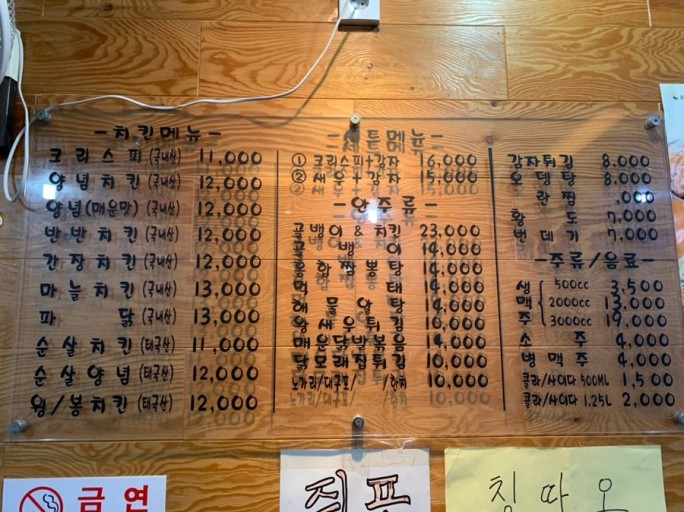 -치킨메뉴-
크리스피(국내산) 11,000
양념치킨(국내산) 12,000
양념(매운맛)(국내산) 12,000
반반치킨(국내산) 12,000
간장치킨(국내산) 12,000
마늘치킨(국내산) 13,000
파 닭(국내산) 13,000
순살치킨(태국산) 11,000
순살양념(태국산) 12,000
윙/봉치킨(태국산) 12,000
-세트메뉴-
① 크리스피+감자 16,000
② 새우+감자 15,000
-안주류-
골뱅이&치킨 23,000
골뱅이 14,000
홍합짬뽕탕 14,000
먹태 14,000
해물알탕 14,000
왕새우튀김 10,000
매운닭발볶음 14,000
닭모래집튀김 10,000
노가리/대구포/ /한치 10,000
감자튀김 8,000
오뎅탕 8,000
란찜 ,000
황도 7,000
번데기 7,000
-주류/음료-
생맥주 500cc 3,500
2000cc 13,000
3000cc 19,000
소주 4,000
병맥주 4,000
콜라/사이다 500ML 1,500
콜라/사이다 1.25L 2,000
금연
쥐포
칭따오